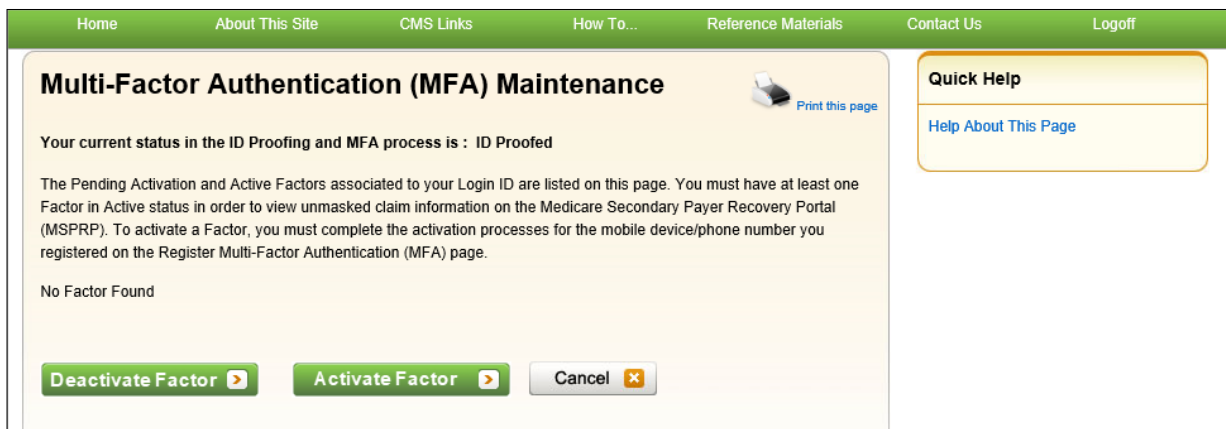 Home About This Site CMS Links How To... Reference Materials Contact Us Logoff
Multi-Factor Authentication (MFA) Maintenance
Print this page
Your current status in the ID Proofing and MFA process is : ID Proofed
The Pending Activation and Active Factors associated to your Login ID are listed on this page. You must have at least one
Factor in Active status in order to view unmasked claim information on the Medicare Secondary Payer Recovery Portal
(MSPRP). To activate a Factor, you must complete the activation processes for the mobile device/phone number you
registered on the Register Multi-Factor Authentication (MFA) page.
No Factor Found
Deactivate Factor Activate Factor Cancel
Quick Help
Help About This Page